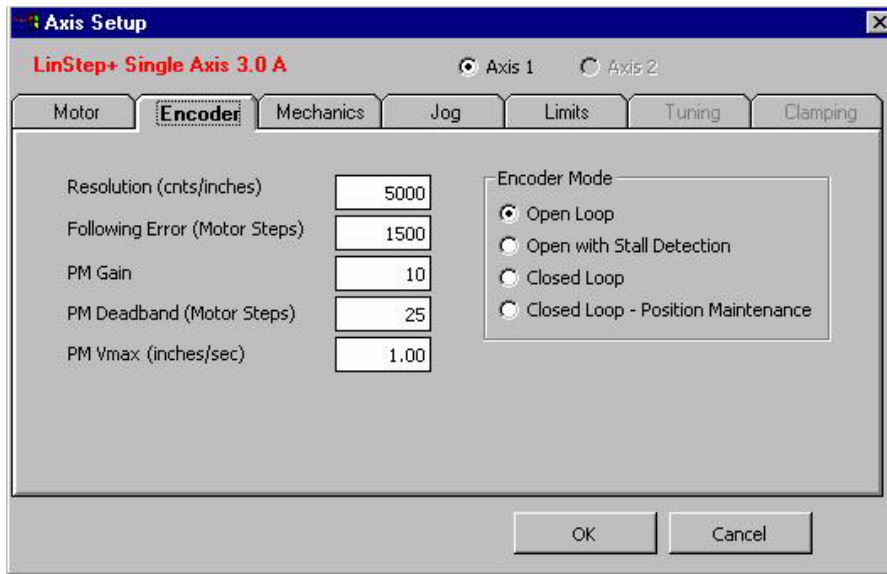 Axis Setup
LinStep+ Single Axis 3.0 A
Axis 1
Axis 2
Motor
Encoder
Mechanics
Jog
Limits
Tuning
Clamping
Resolution (cnts/inches) 5000
Following Error (Motor Steps) 1500
PM Gain 10
PM Deadband (Motor Steps) 25
PM Vmax (inches/sec) 1.00
Encoder Mode
Open Loop
Open with Stall Detection
Closed Loop
Closed Loop - Position Maintenance
OK
Cancel